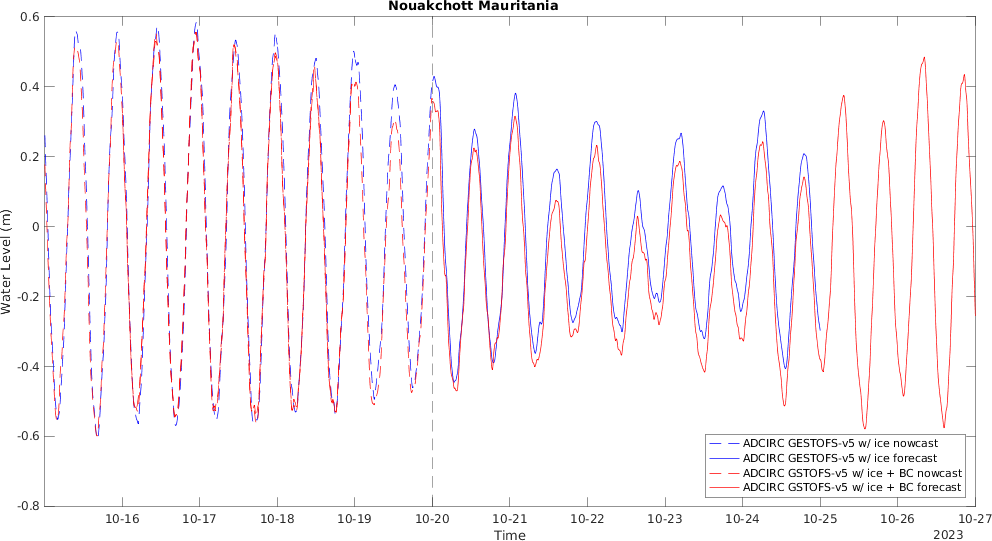 Nouakchott Mauritania
Water Level (m)
0.6
0.4
0.2
0
-0.2
-0.4
-0.6
-0.8
10-16 10-17 10-18 10-19 10-20 10-21 10-22 10-23 10-24 10-25 10-26 10-27
Time
2023
ADCIRC GESTOFS-v5 w/ ice nowcast
ADCIRC GESTOFS-v5 w/ ice forecast
ADCIRC GSTOFS-v5 w/ ice + BC nowcast
ADCIRC GSTOFS-v5 w/ ice + BC forecast